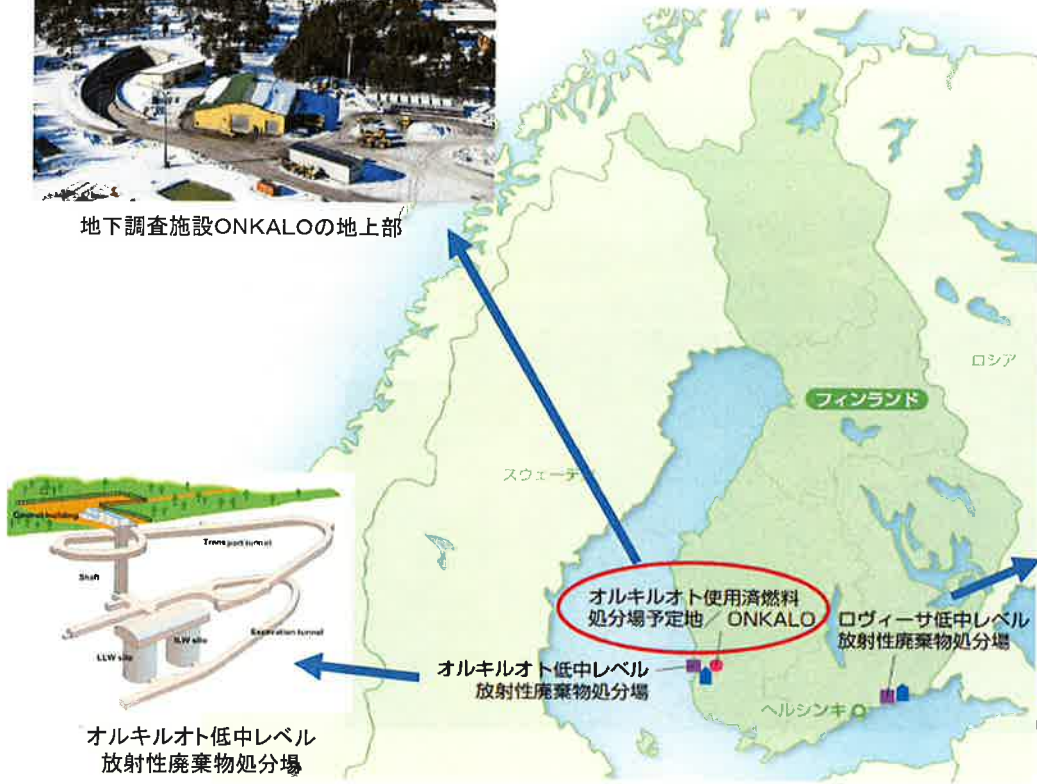 地下調査施設ONKALOの地上部
ロシア
フィンランド
スウェーデン
Control building
Transport tunnel
Shaft
ILW silo
Excavation tunnel
LLW silo
オルキルオト使用済燃料
処分場予定地/ ONKALO
ロヴィーサ低中レベル
放射性廃棄物処分場
オルキルオト低中レベル
放射性廃棄物処分場
ヘルシンキ
オルキルオト低中レベル
放射性廃棄物処分場